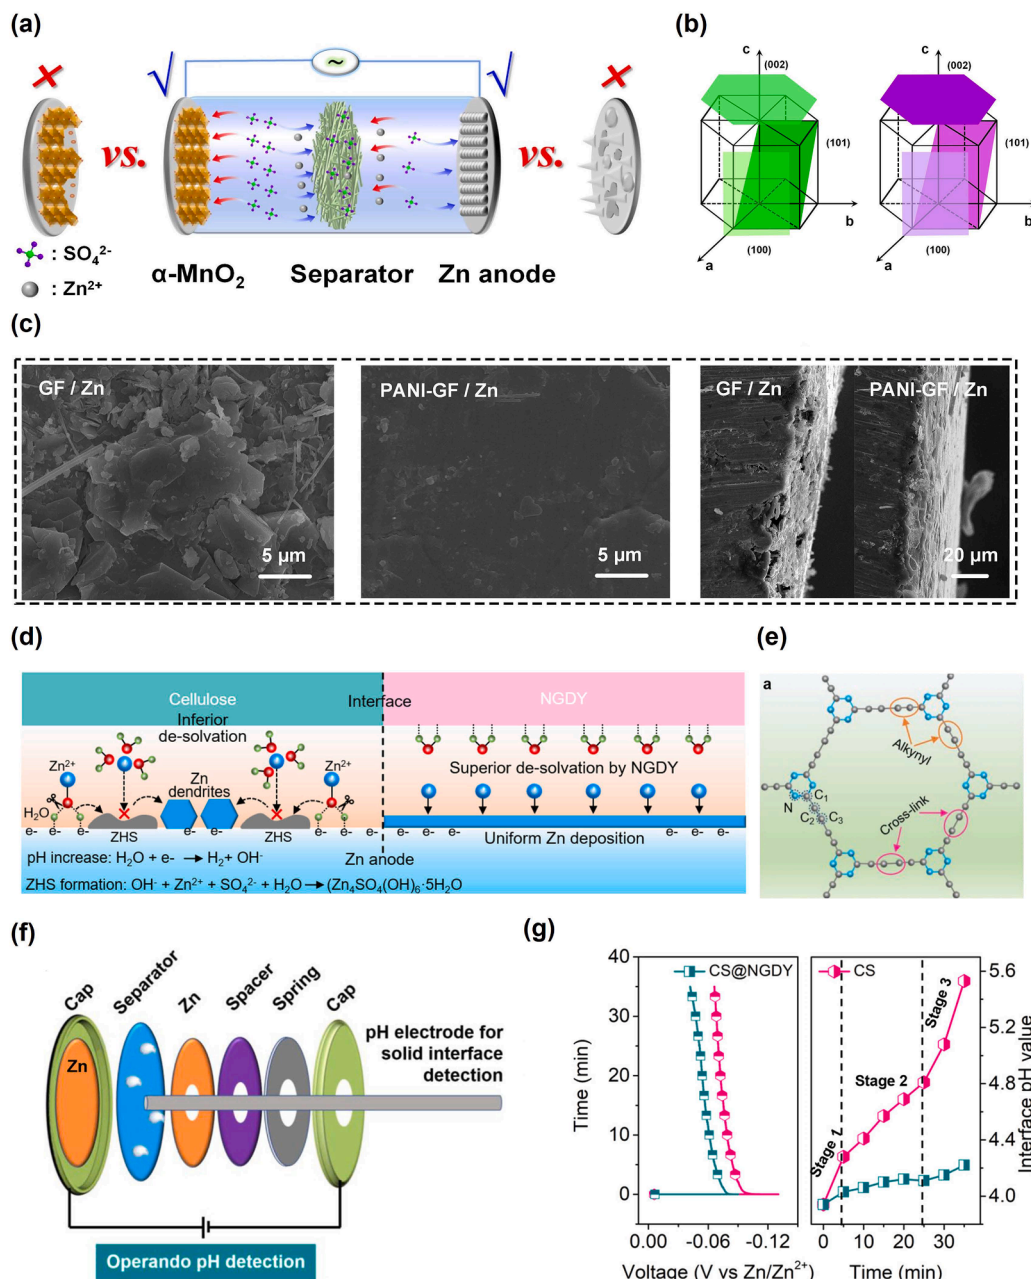 (a)
vs.
~
vs.
: SO₄²⁻
: Zn²⁺
α-MnO₂
Separator
Zn anode
(b)
c
(002)
(101)
(100)
a
b
c
(002)
(101)
(100)
a
b
(c)
GF / Zn
5 μm
PANI-GF / Zn
5 μm
GF / Zn
PANI-GF / Zn
20 μm
(d)
Cellulose
Interface
NGDY
Inferior
de-solvation
Zn²⁺
Zn
dendrites
Zn²⁺
Superior de-solvation by NGDY
H₂O
ZHS
ZHS
e- e- e- e- e- e- e-
Uniform Zn deposition
e- e- e-
pH increase: H₂O + e- → H₂+ OH⁻
Zn anode
ZHS formation: OH⁻ + Zn²⁺ + SO₄²⁻ + H₂O→(Zn₄SO₄(OH)₆·5H₂O
(e)
a
Alkynyl
N
C₁
C₂
C₃
Cross-link
(f)
Cap
Separator
Zn
Spacer
Spring
Cap
Zn
pH electrode for
solid interface
detection
Operando pH detection
(g)
CS@NGDY
CS
Time (min)
40
30
20
10
0
0.00 -0.06 -0.12
Voltage (V vs Zn/Zn²⁺)
Stage 1
Stage 2
Stage 3
0 10 20 30
Time (min)
5.6
5.2
4.8
4.4
4.0
Interface pH value